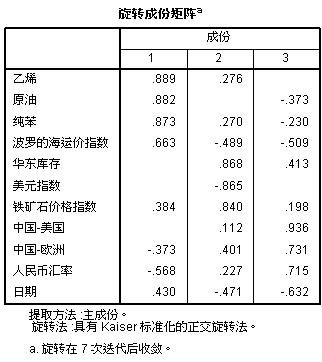 旋转成份矩阵a
成份
1 2 3
乙烯 .889 .276
原油 .882 -.373
纯苯 .873 .270 -.230
波罗的海运价指数 .663 -.489 -.509
华东库存 .868 .413
美元指数 -.865
铁矿石价格指数 .384 .840 .198
中国-美国 .112 .936
中国-欧洲 -.373 .401 .731
人民币汇率 -.568 .227 .715
日期 .430 -.471 -.632
提取方法 :主成份。
旋转法 :具有 Kaiser 标准化的正交旋转法。
a. 旋转在 7 次迭代后收敛。